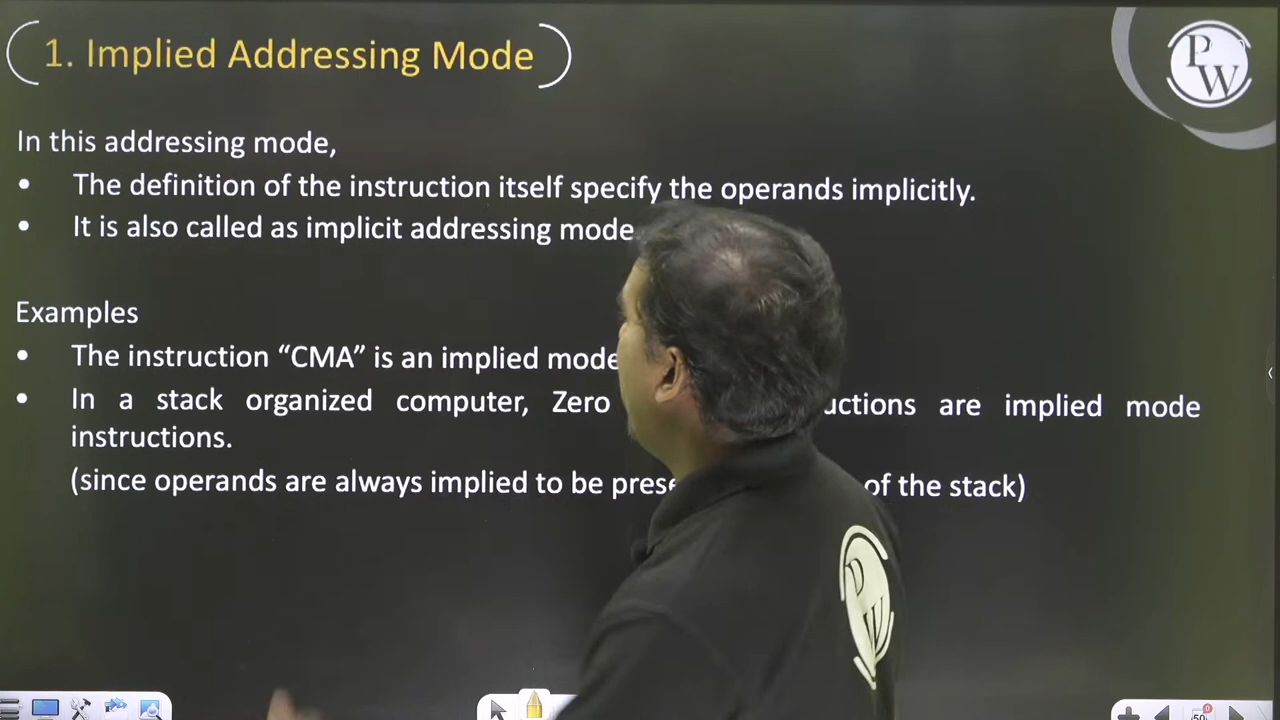 1. Implied Addressing Mode
P
W
In this addressing mode,
• The definition of the instruction itself specify the operands implicitly.
• It is also called as implicit addressing mode
Examples
• The instruction “CMA” is an implied mode
• In a stack organized computer, Zero are implied mode
instructions.
(since operands are always implied to be of the stack)
P
W